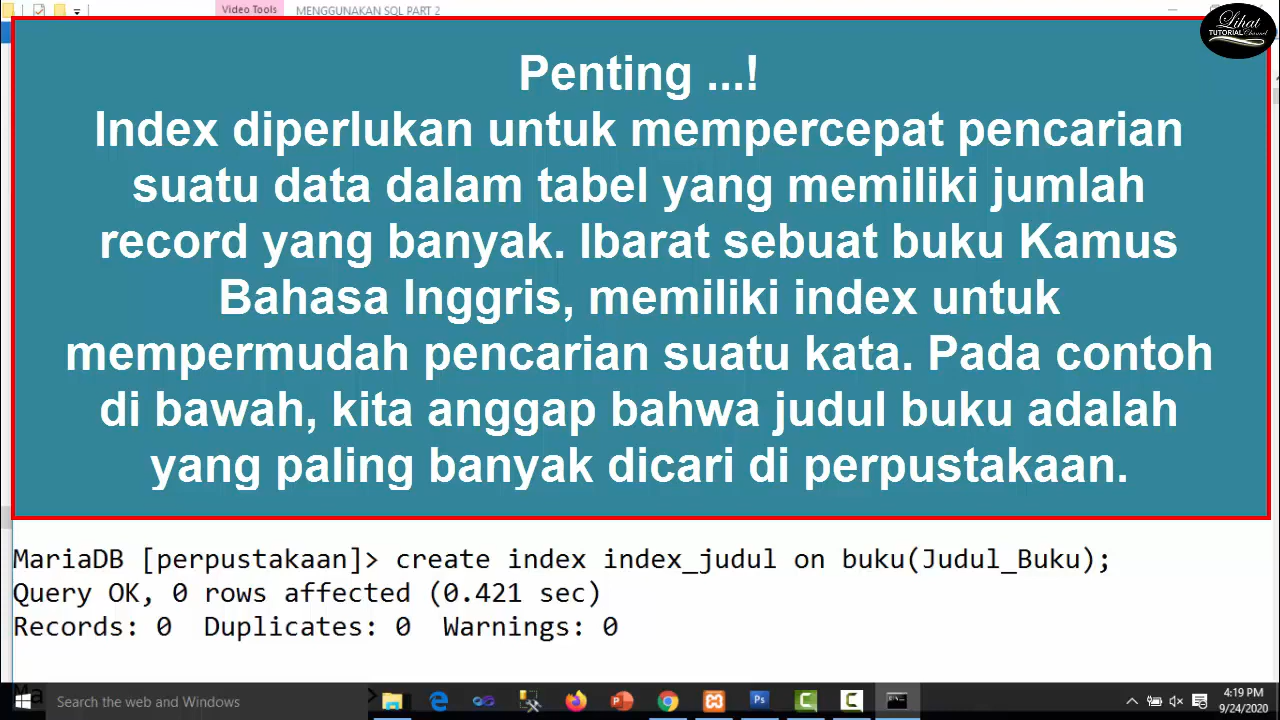 Video Tools
MENGGUNAKAN SQL PART 2
Lihat
TUTORIAL Channel
Penting ...!
Index diperlukan untuk mempercepat pencarian
suatu data dalam tabel yang memiliki jumlah
record yang banyak. Ibarat sebuat buku Kamus
Bahasa Inggris, memiliki index untuk
mempermudah pencarian suatu kata. Pada contoh
di bawah, kita anggap bahwa judul buku adalah
yang paling banyak dicari di perpustakaan.
MariaDB [perpustakaan]> create index index_judul on buku(Judul_Buku);
Query OK, 0 rows affected (0.421 sec)
Records: 0 Duplicates: 0 Warnings: 0
Search the web and Windows
Ps
4:19 PM
9/24/2020